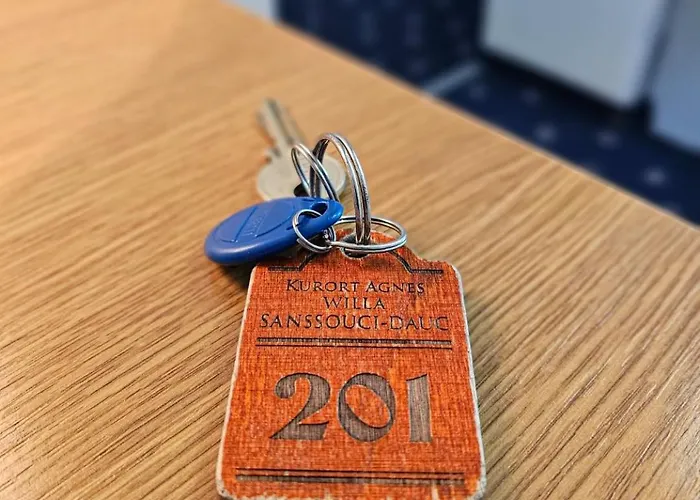 KURORT AGNES
WILLA
SANSSOUCI-DAUC
201